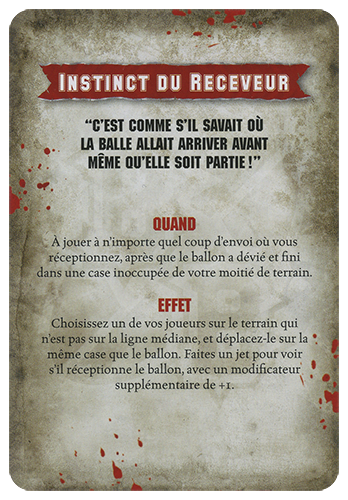 INSTINCT DU RECEVEUR
“C'EST COMME S'IL SAVAIT OÙ
LA BALLE ALLAIT ARRIVER AVANT
MÊME QU'ELLE SOIT PARTIE !”
QUAND
À jouer à n'importe quel coup d'envoi où vous
réceptionnez, après que le ballon a dévié et fini
dans une case inoccupée de votre moitié de terrain.
EFFET
Choisissez un de vos joueurs sur le terrain qui
n'est pas sur la ligne médiane, et déplacez-le sur la
même case que le ballon. Faites un jet pour voir
s'il réceptionne le ballon, avec un modificateur
supplémentaire de +1.